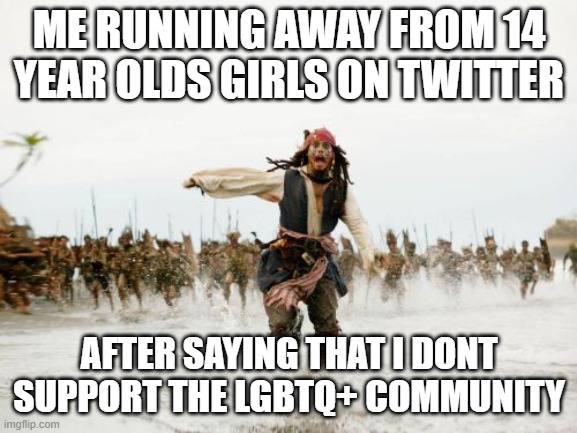 ME RUNNING AWAY FROM 14
YEAR OLDS GIRLS ON TWITTER
AFTER SAYING THAT I DONT
SUPPORT THE LGBTQ+ COMMUNITY
imgflip.com